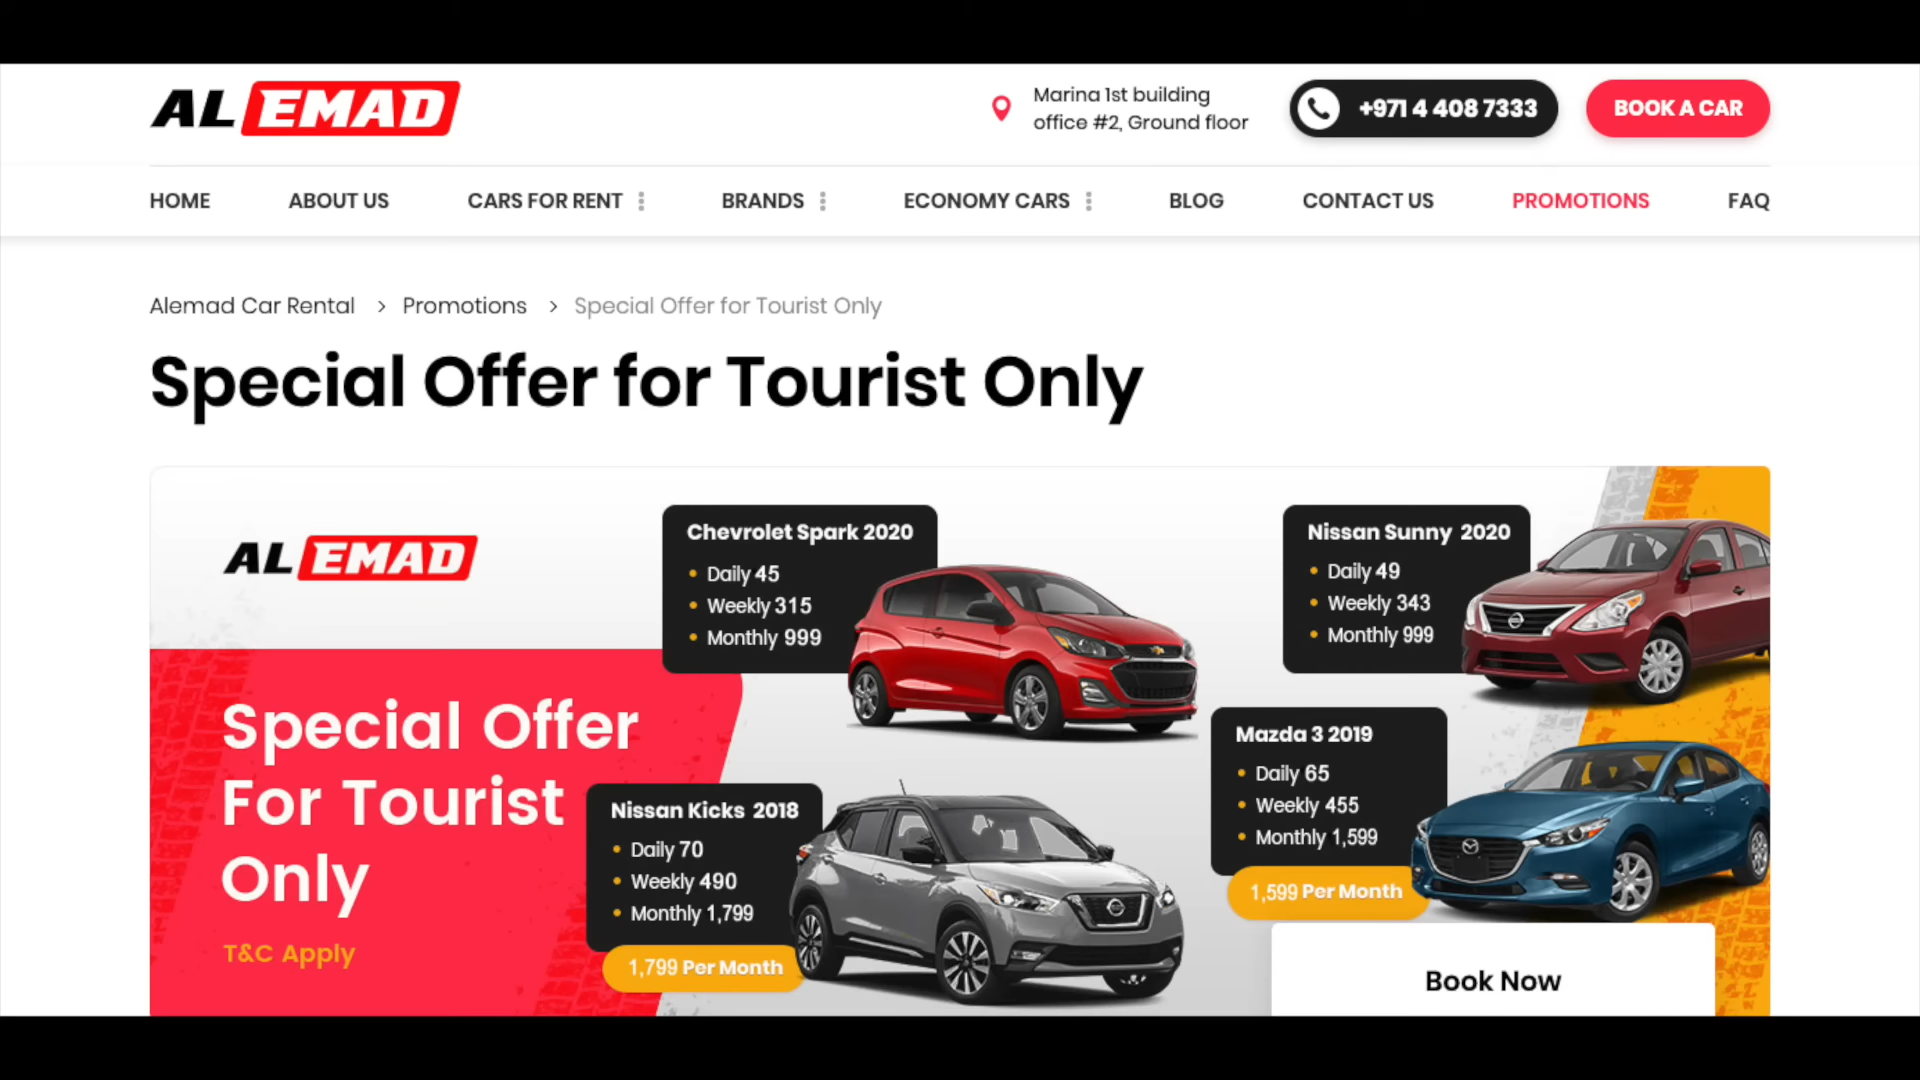 AL EMAD
Marina 1st building
office #2, Ground floor
+971 4 408 7333
BOOK A CAR
HOME
ABOUT US
CARS FOR RENT
BRANDS
ECONOMY CARS
BLOG
CONTACT US
PROMOTIONS
FAQ
Alemad Car Rental > Promotions > Special Offer for Tourist Only
Special Offer for Tourist Only
AL EMAD
Special Offer
For Tourist
Only
T&C Apply
Chevrolet Spark 2020
• Daily 45
• Weekly 315
• Monthly 999
Nissan Sunny 2020
• Daily 49
• Weekly 343
• Monthly 999
Nissan Kicks 2018
• Daily 70
• Weekly 490
• Monthly 1,799
1,799 Per Month
Mazda 3 2019
• Daily 65
• Weekly 455
• Monthly 1,599
1,599 Per Month
Book Now